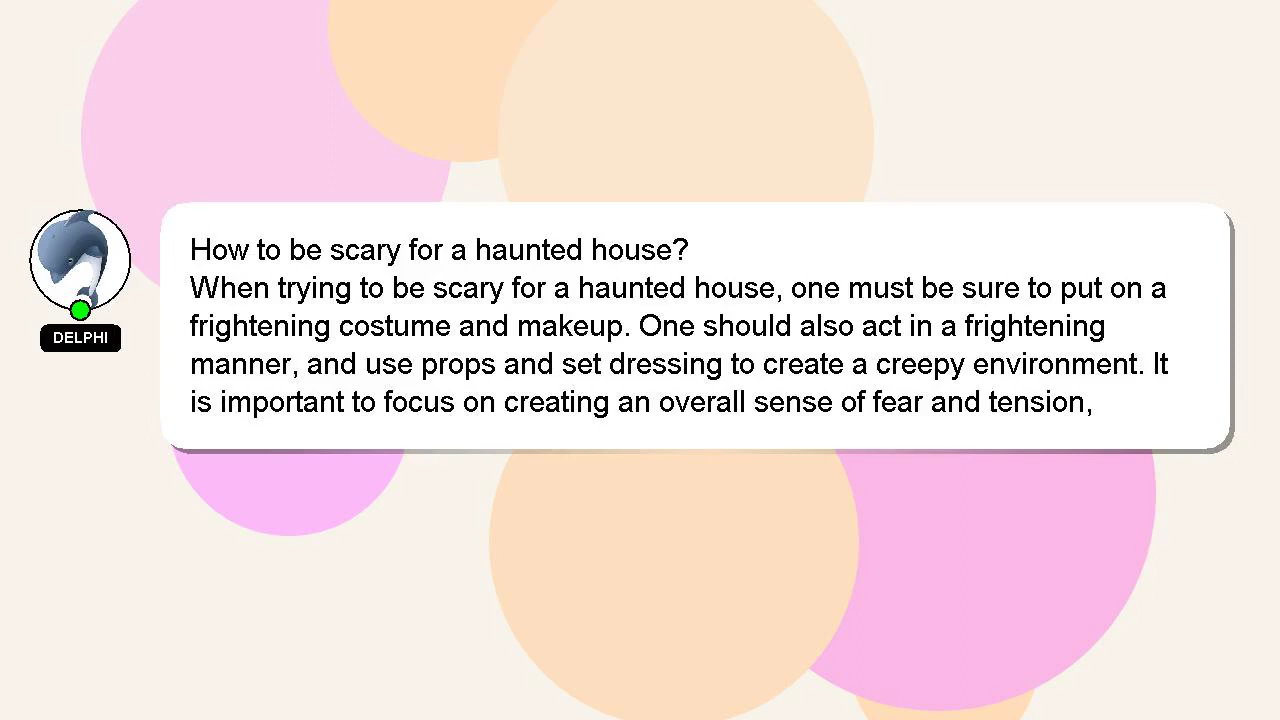 How to be scary for a haunted house?
When trying to be scary for a haunted house, one must be sure to put on a
frightening costume and makeup. One should also act in a frightening
manner, and use props and set dressing to create a creepy environment. It
is important to focus on creating an overall sense of fear and tension,
DELPHI